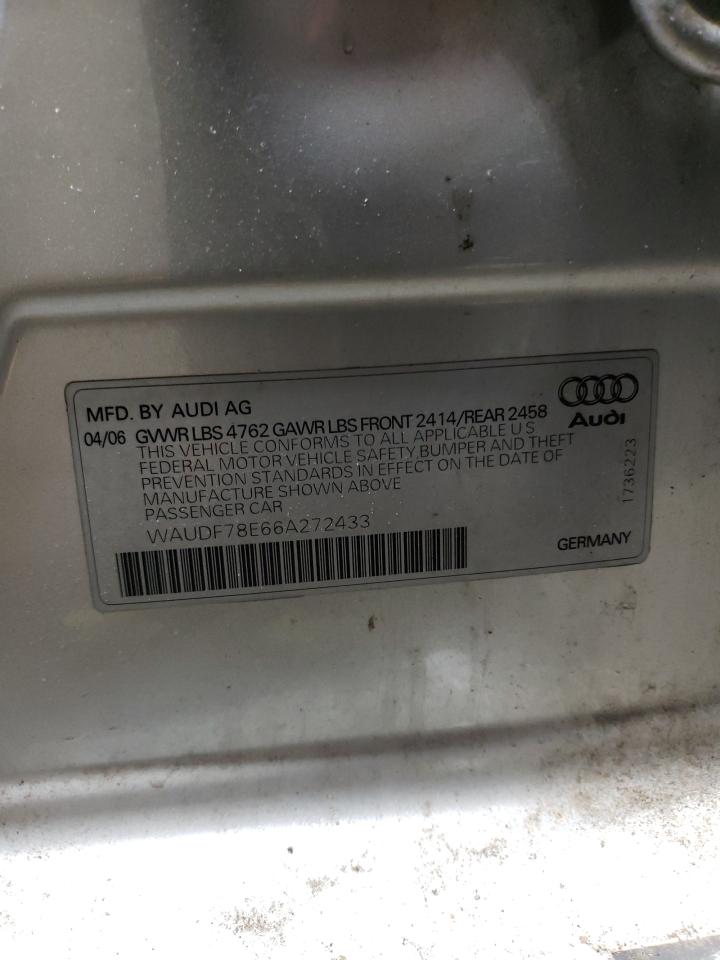 MFD. BY AUDI AG
04/06 GVWR LBS 4762 GAWR LBS FRONT 2414/REAR 2458
THIS VEHICLE CONFORMS TO ALL APPLICABLE U S
FEDERAL MOTOR VEHICLE SAFETY,BUMPER AND THEFT
PREVENTION STANDARDS IN EFFECT ON THE DATE OF
MANUFACTURE SHOWN ABOVE
PASSENGER CAR
WAUDF78E66A272433
Audi
1736223
GERMANY